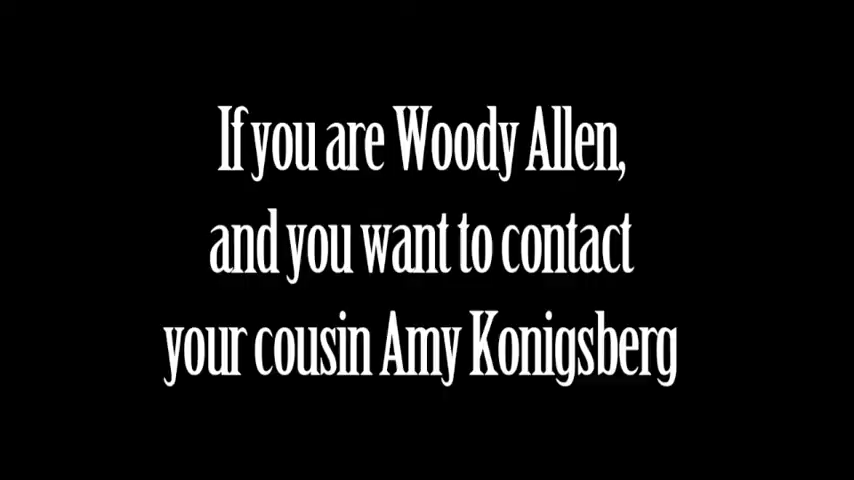 If you are Woody Allen,
and you want to contact
your cousin Amy Konigsberg